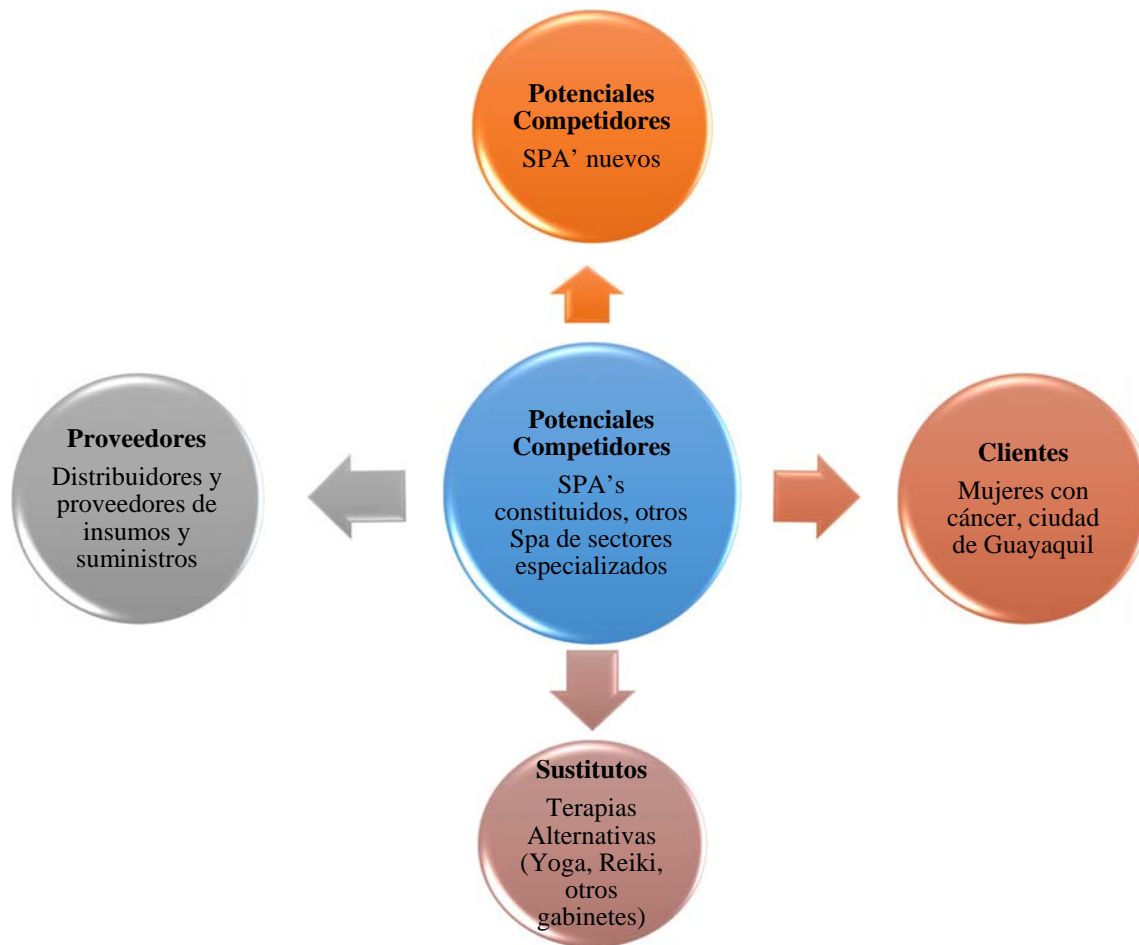 Potenciales
Competidores
SPA’ nuevos
Proveedores
Distribuidores y
proveedores de
insumos y
suministros
Potenciales
Competidores
SPA’s
constituidos, otros
Spa de sectores
especializados
Clientes
Mujeres con
cáncer, ciudad
de Guayaquil
Sustitutos
Terapias
Alternativas
(Yoga, Reiki,
otros
gabinetes)